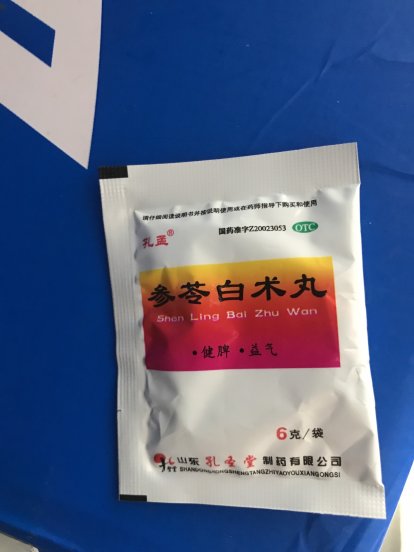 请仔细阅读说明书并按说明使用或在药师指导下购买和使用
国药准字Z20023053 OTC
孔孟®
参苓白术丸
Shen Ling Bai Zhu Wan
·健脾 ·益气
6克/袋
山东 孔圣堂 制药有限公司
SHANDONGKONGSHENGTANGZHIYAOYOUXIANGONGSI